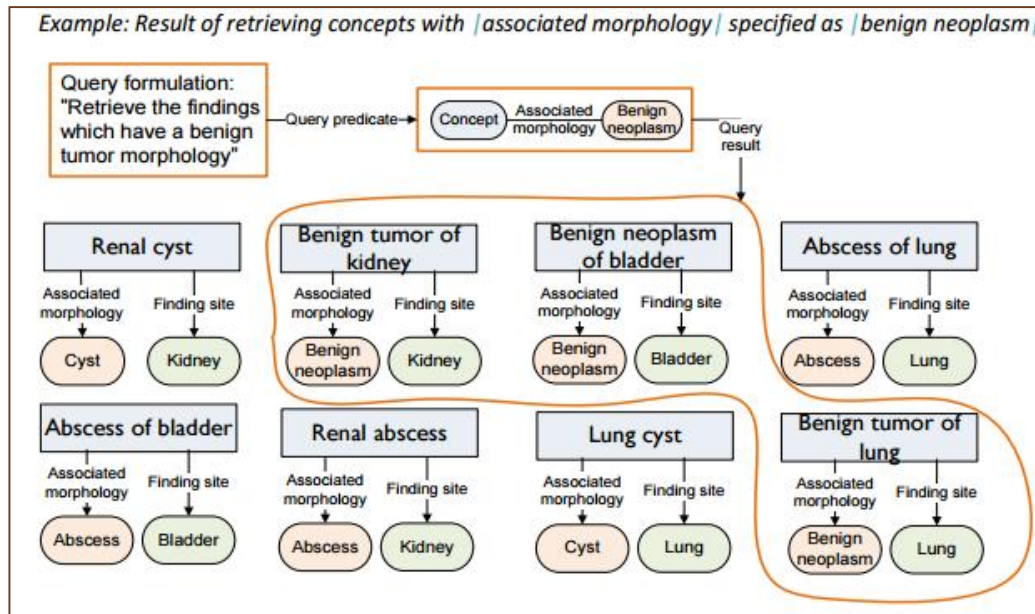 Example: Result of retrieving concepts with |associated morphology| specified as |benign neoplasm|
Query formulation:
"Retrieve the findings
which have a benign
tumor morphology"
Query predicate
Concept
Associated
morphology
Benign
neoplasm
Query
result
Renal cyst
Associated
morphology
Finding site
Cyst
Kidney
Benign tumor of
kidney
Associated
morphology
Finding site
Benign
neoplasm
Kidney
Benign neoplasm
of bladder
Associated
morphology
Finding site
Benign
neoplasm
Bladder
Abscess of lung
Associated
morphology
Finding site
Abscess
Lung
Abscess of bladder
Associated
morphology
Finding site
Abscess
Bladder
Renal abscess
Associated
morphology
Finding site
Abscess
Kidney
Lung cyst
Associated
morphology
Finding site
Cyst
Lung
Benign tumor of
lung
Associated
morphology
Finding site
Benign
neoplasm
Lung